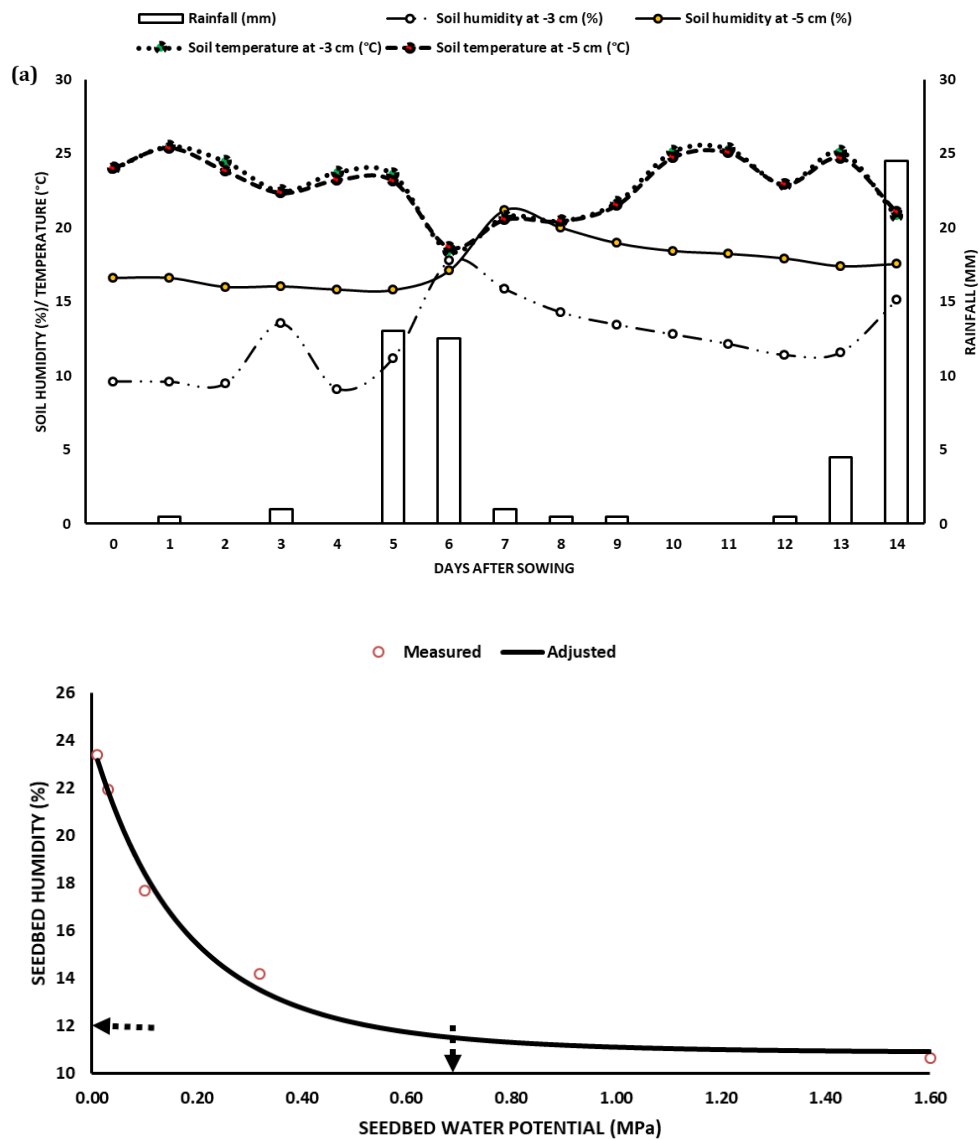 Rainfall (mm) Soil humidity at -3 cm (%) Soil humidity at -5 cm (%)
Soil temperature at -3 cm (°C) Soil temperature at -5 cm (°C)
(a)
30
25
20
15
10
5
0
SOIL HUMIDITY (%)/ TEMPERATURE (°C)
30
25
20
15
10
5
0
RAINFALL (MM)
0 1 2 3 4 5 6 7 8 9 10 11 12 13 14
DAYS AFTER SOWING
Measured Adjusted
26
24
22
20
18
16
14
12
10
SEEDBED HUMIDITY (%)
0.00 0.20 0.40 0.60 0.80 1.00 1.20 1.40 1.60
SEEDBED WATER POTENTIAL (MPa)